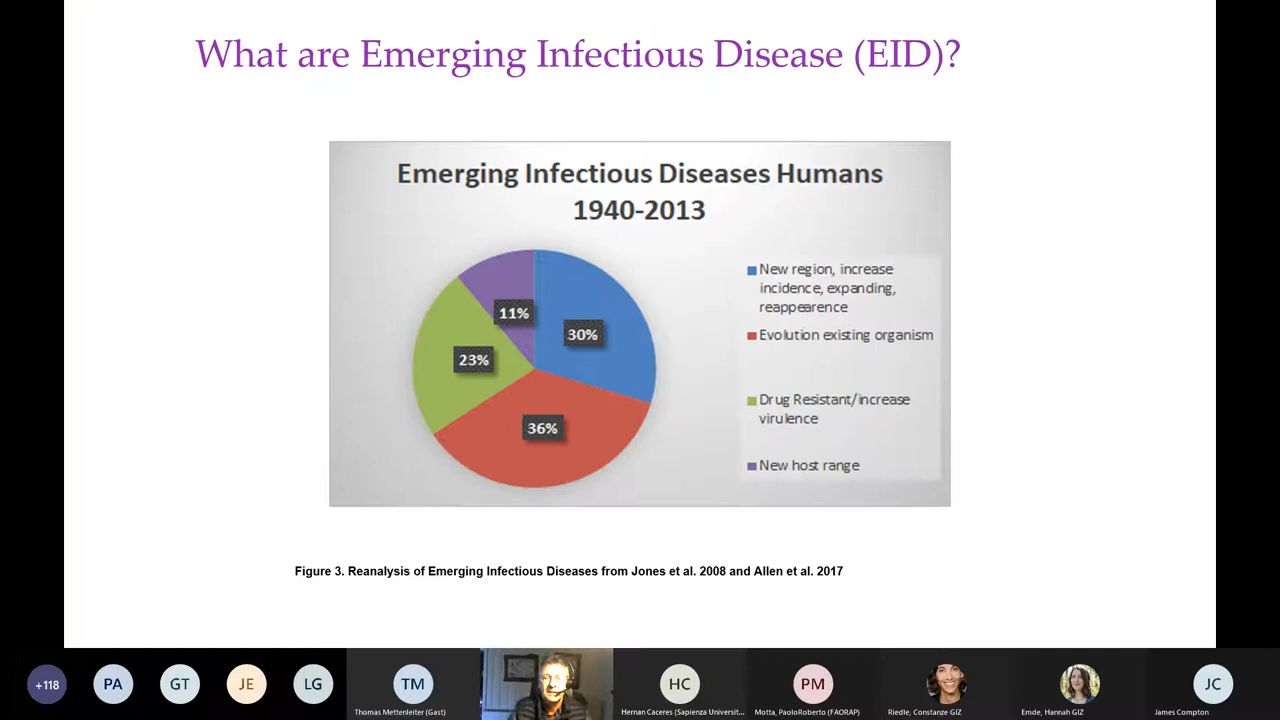 What are Emerging Infectious Disease (EID)?
Emerging Infectious Diseases Humans
1940-2013
11%
30%
23%
36%
New region, increase
incidence, expanding,
reappearence
Evolution existing organism
Drug Resistant/increase
virulence
New host range
Figure 3. Reanalysis of Emerging Infectious Diseases from Jones et al. 2008 and Allen et al. 2017
+118
PA
GT
JE
LG
TM
HC
PM
JC
Thomas Mettenleiter (Gast)
Hernan Caceres (Sapienza Universit...
Motta, PaoloRoberto (FAORAP)
Riedle, Constanze GIZ
Emde, Hannah GIZ
James Compton